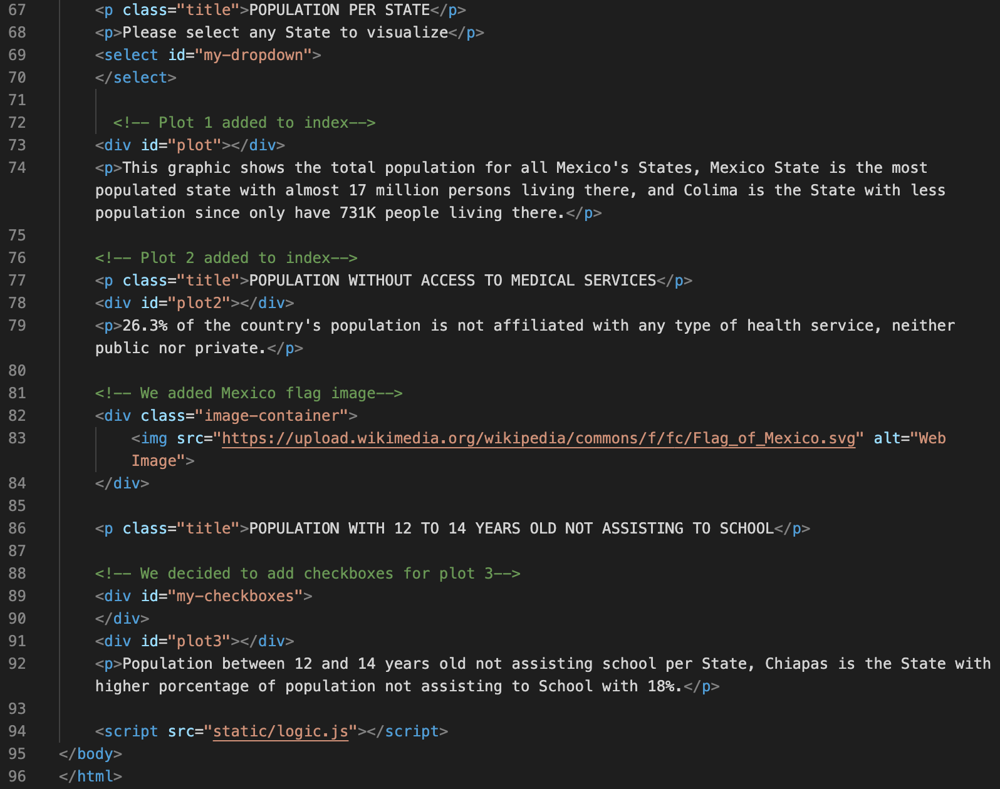 67 <p class="title">POPULATION PER STATE</p>
68 <p>Please select any State to visualize</p>
69 <select id="my-dropdown">
70 </select>
71
72 <!-- Plot 1 added to index-->
73 <div id="plot"></div>
74 <p>This graphic shows the total population for all Mexico's States, Mexico State is the most
populated state with almost 17 million persons living there, and Colima is the State with less
population since only have 731K people living there.</p>
75
76 <!-- Plot 2 added to index-->
77 <p class="title">POPULATION WITHOUT ACCESS TO MEDICAL SERVICES</p>
78 <div id="plot2"></div>
79 <p>26.3% of the country's population is not affiliated with any type of health service, neither
public nor private.</p>
80
81 <!-- We added Mexico flag image-->
82 <div class="image-container">
83 <img src="https://upload.wikimedia.org/wikipedia/commons/f/fc/Flag_of_Mexico.svg" alt="Web
Image">
84 </div>
85
86 <p class="title">POPULATION WITH 12 TO 14 YEARS OLD NOT ASSISTING TO SCHOOL</p>
87
88 <!-- We decided to add checkboxes for plot 3-->
89 <div id="my-checkboxes">
90 </div>
91 <div id="plot3"></div>
92 <p>Population between 12 and 14 years old not assisting school per State, Chiapas is the State with
higher porcentage of population not assisting to School with 18%.</p>
93
94 <script src="static/logic.js"></script>
95 </body>
96 </html>